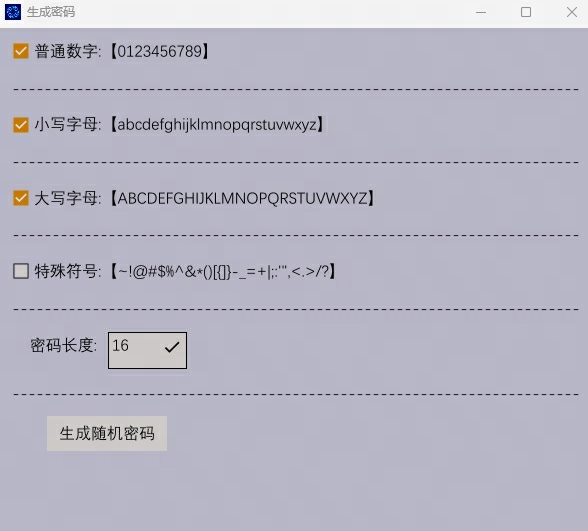 生成密码
普通数字:【0123456789】
小写字母:【abcdefghijklmnopqrstuvwxyz】
大写字母:【ABCDEFGHIJKLMNOPQRSTUVWXYZ】
特殊符号:【~!@#$%^&*()[{]}-_=+|;:'",<.>/?】
密码长度: 16
生成随机密码